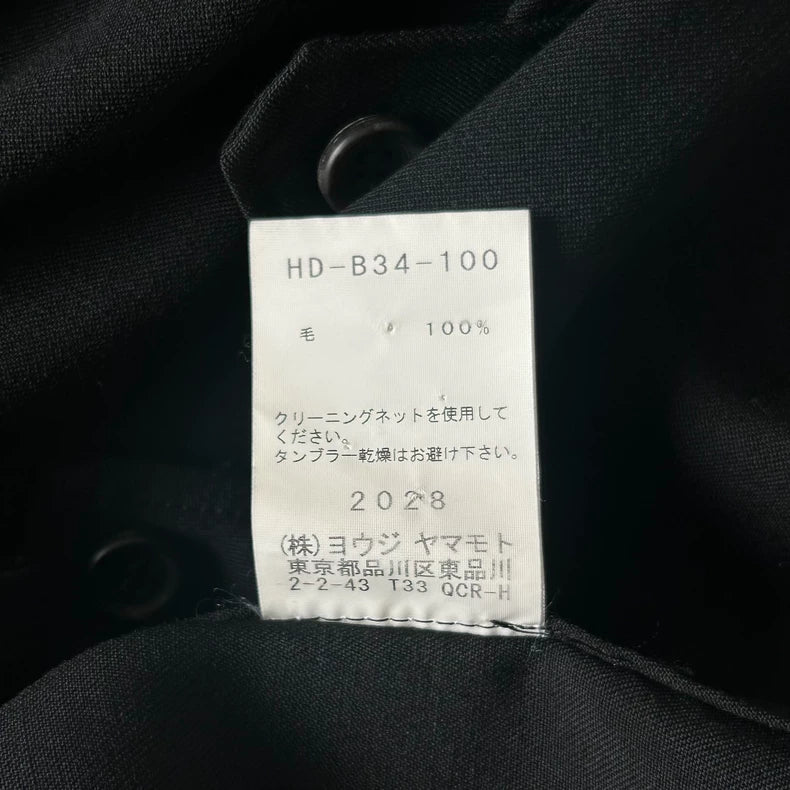 HD-B34-100
毛 100%
クリーニングネットを使用して
ください。
タンブラー乾燥はお避け下さい。
2028
(株)ヨウジ ヤマモト
東京都品川区東品川
2-2-43 T33 QCR-H